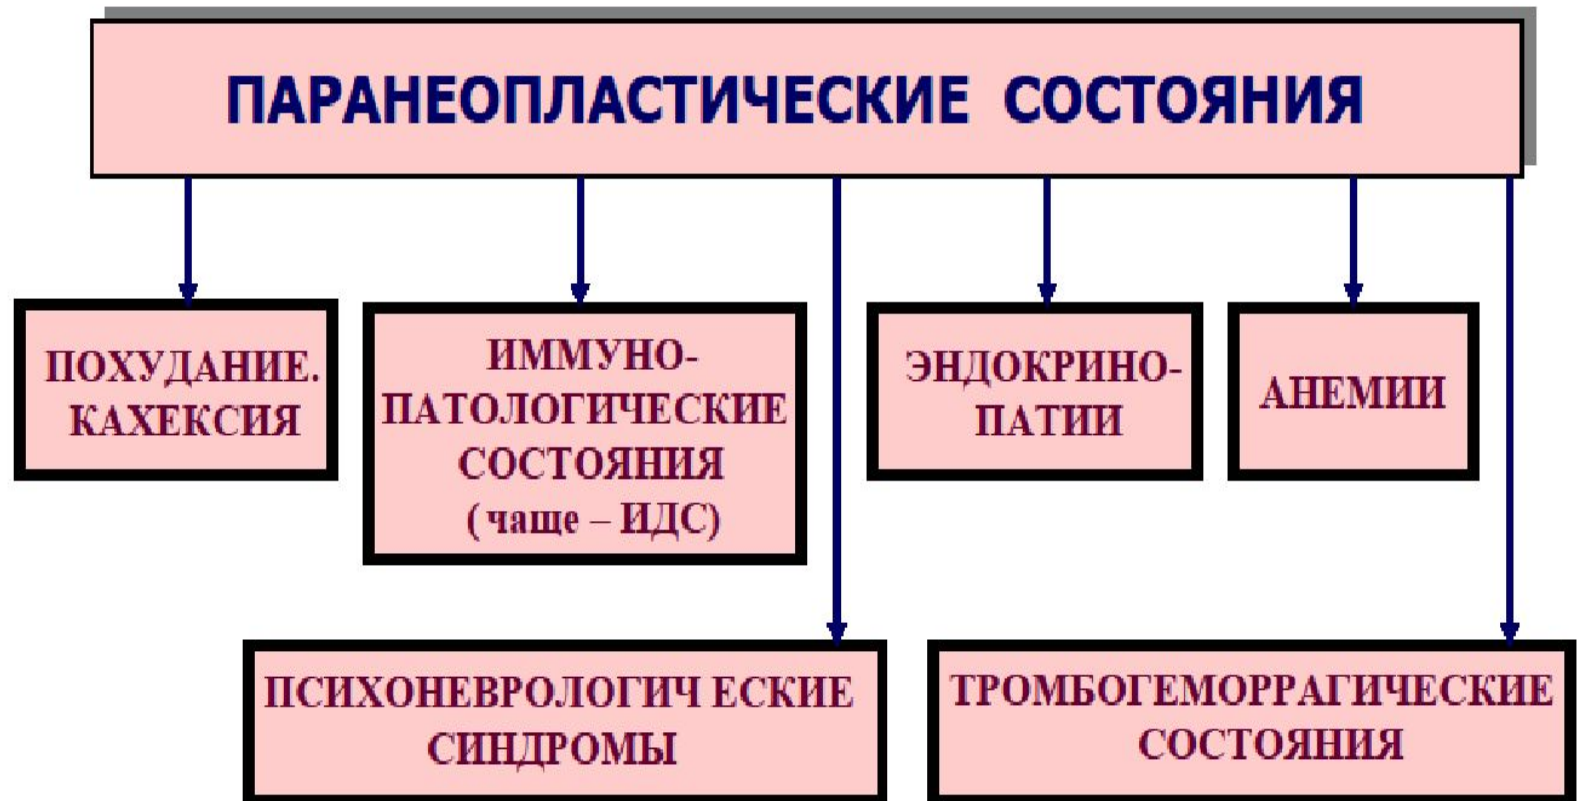 ПАРАНЕОПЛАСТИЧЕСКИЕ СОСТОЯНИЯ
ПОХУДАНИЕ.
КАХЕКСИЯ
ИММУНО-
ПАТОЛОГИЧЕСКИЕ
СОСТОЯНИЯ
( чаще – ИДС)
ЭНДОКРИНО-
ПАТИИ
АНЕМИИ
ПСИХОНЕВРОЛОГИЧ ЕСКИЕ
СИНДРОМЫ
ТРОМБОГЕМОРРАГИЧЕСКИЕ
СОСТОЯНИЯ